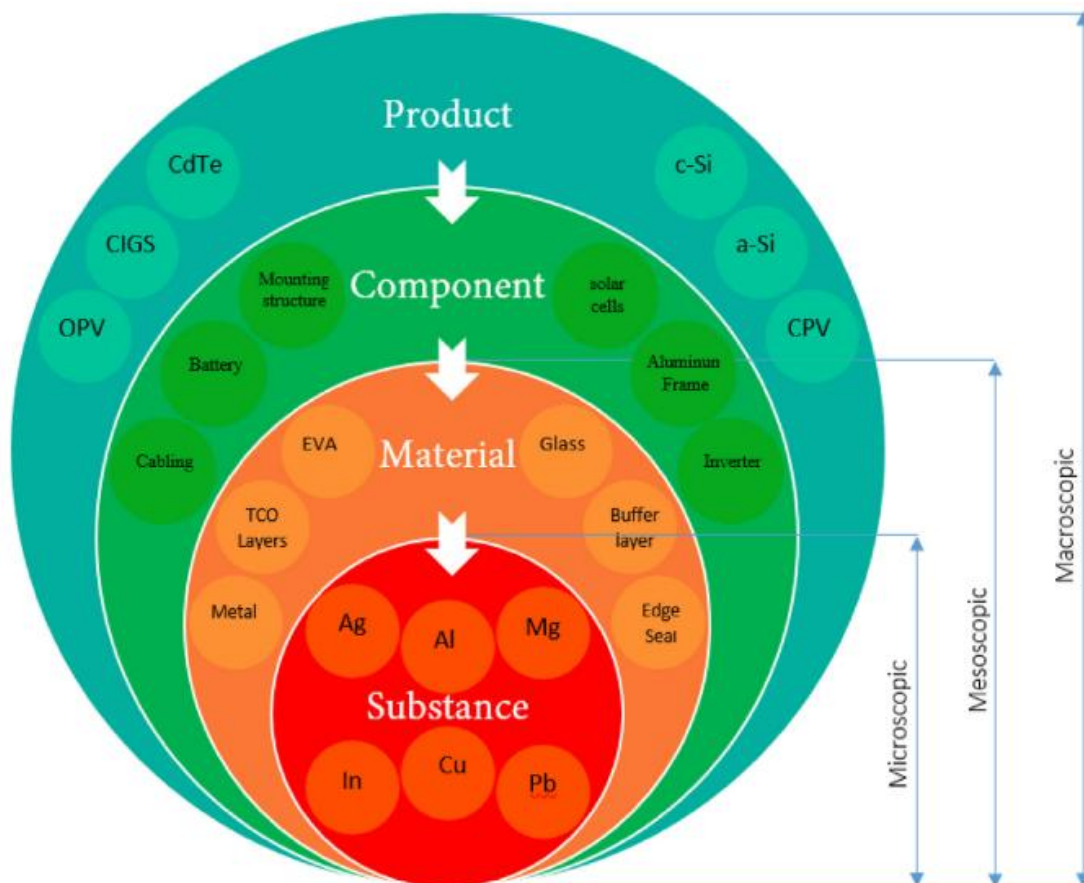 Product
CdTe
c-Si
CIGS
a-Si
OPV
CPV
Component
Mounting
structure
solar
cells
Battery
Aluminun
Frame
Cabling
Inverter
Material
EVA
Glass
TCO
Layers
Buffer
layer
Metal
Edge
Seal
Ag
Al
Mg
Substance
In
Cu
Pb
Microscopic
Mesoscopic
Macroscopic